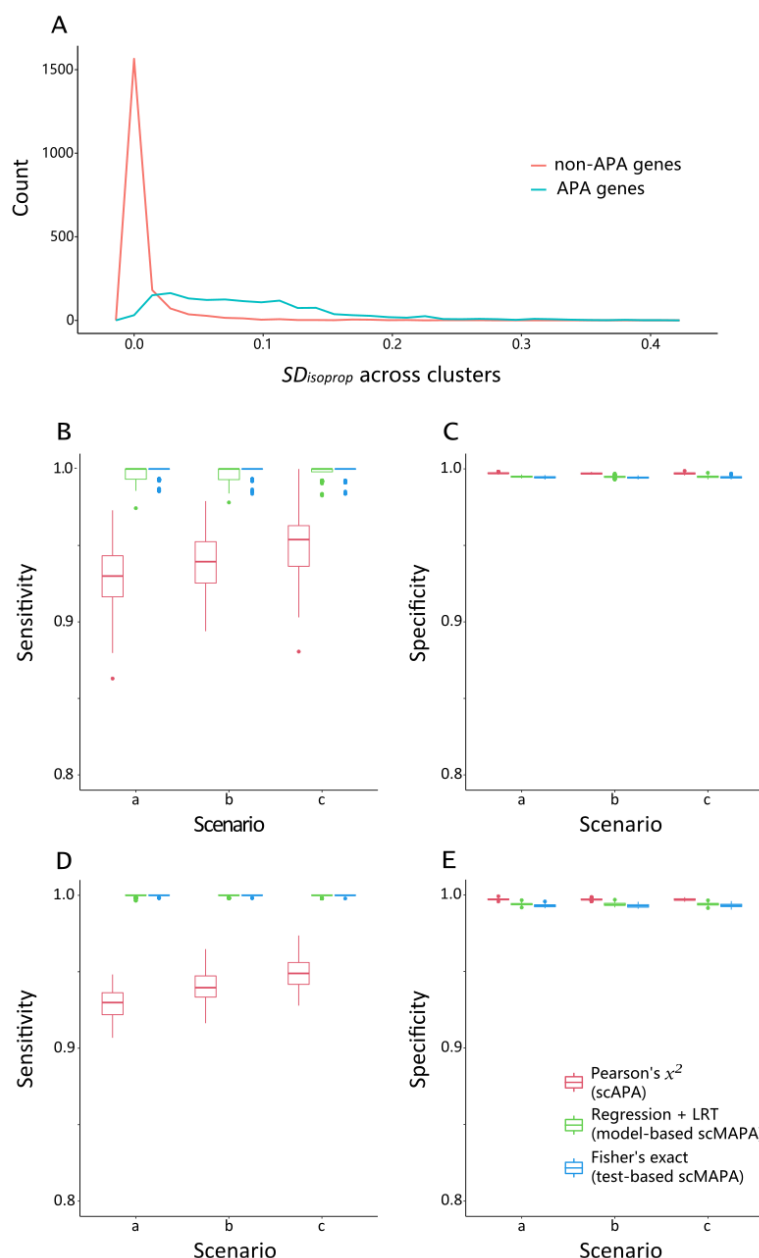 A
1500
1000
500
0
Count
non-APA genes
APA genes
0.0 0.1 0.2 0.3 0.4
SDisoprop across clusters
B
1.0
0.9
0.8
Sensitivity
a b c
Scenario
C
1.0
0.9
0.8
Specificity
a b c
Scenario
D
1.0
0.9
0.8
Sensitivity
a b c
Scenario
E
1.0
0.9
0.8
Specificity
Pearson's x²
(scAPA)
Regression + LRT
(model-based scMAPA)
Fisher's exact
(test-based scMAPA)
a b c
Scenario